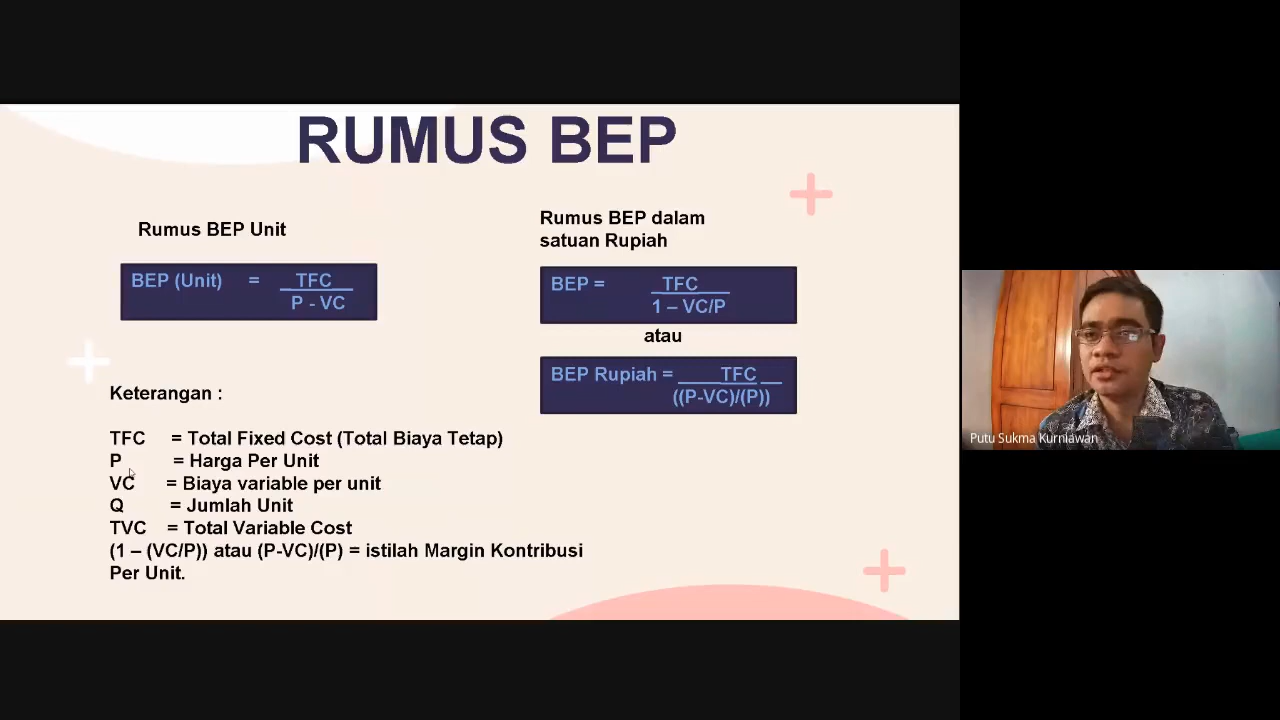 RUMUS BEP
Rumus BEP Unit
BEP (Unit) = TFC
P - VC
Rumus BEP dalam
satuan Rupiah
BEP = TFC
1 – VC/P
atau
BEP Rupiah = TFC
((P-VC)/(P))
Keterangan :
TFC = Total Fixed Cost (Total Biaya Tetap)
P = Harga Per Unit
VC = Biaya variable per unit
Q = Jumlah Unit
TVC = Total Variable Cost
(1 – (VC/P)) atau (P-VC)/(P) = istilah Margin Kontribusi
Per Unit.
Putu Sukma Kurniawan